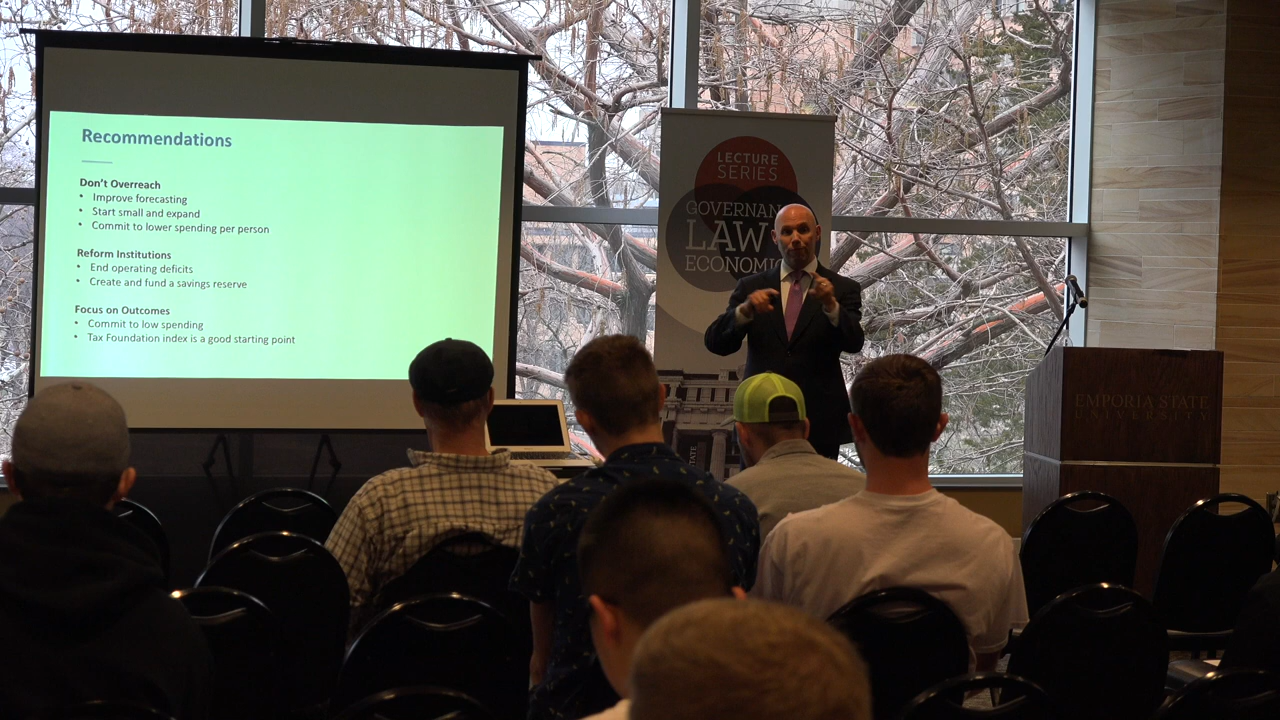 Recommendations
Don't Overreach
• Improve forecasting
• Start small and expand
• Commit to lower spending per person
Reform Institutions
• End operating deficits
• Create and fund a savings reserve
Focus on Outcomes
• Commit to low spending
• Tax Foundation index is a good starting point
LECTURE
SERIES
GOVERNAN
LAW
ECONOMIC
STATE
EMPORIA STATE
UNIVERSITY